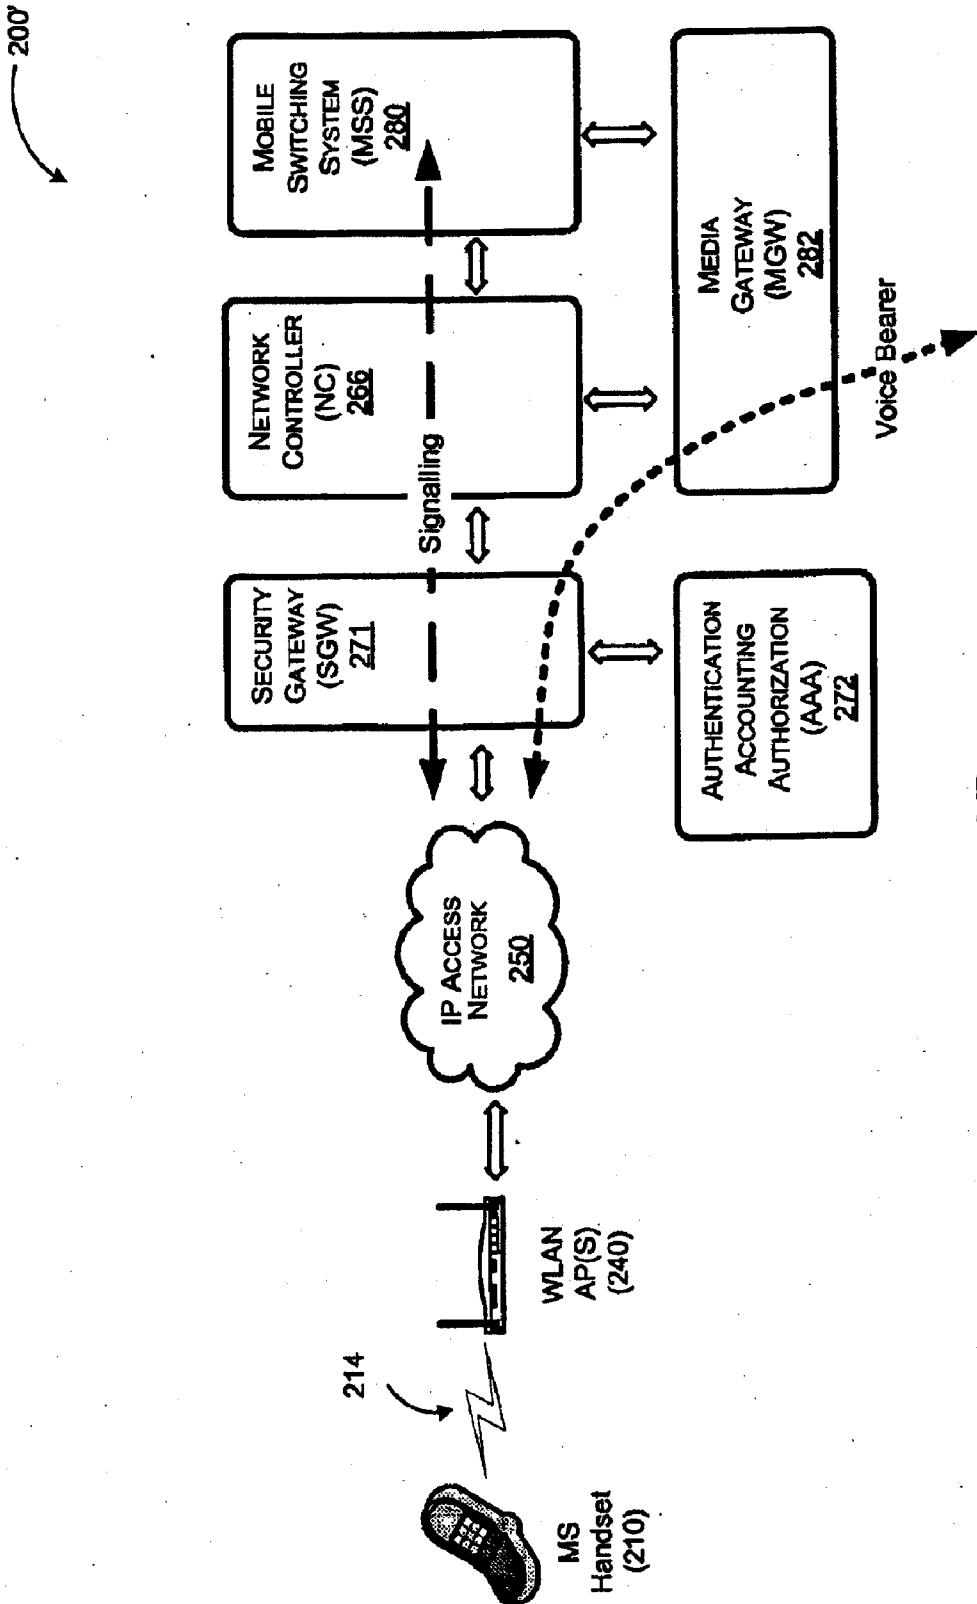 200'
MOBILE
SWITCHING
SYSTEM
(MSS)
280
NETWORK
CONTROLLER
(NC)
266
SECURITY
GATEWAY
(SGW)
271
Signalling
MEDIA
GATEWAY
(MGW)
282
Voice Bearer
AUTHENTICATION
ACCOUNTING
AUTHORIZATION
(AAA)
272
IP ACCESS
NETWORK
250
WLAN
AP(S)
(240)
214
MS
Handset
(210)